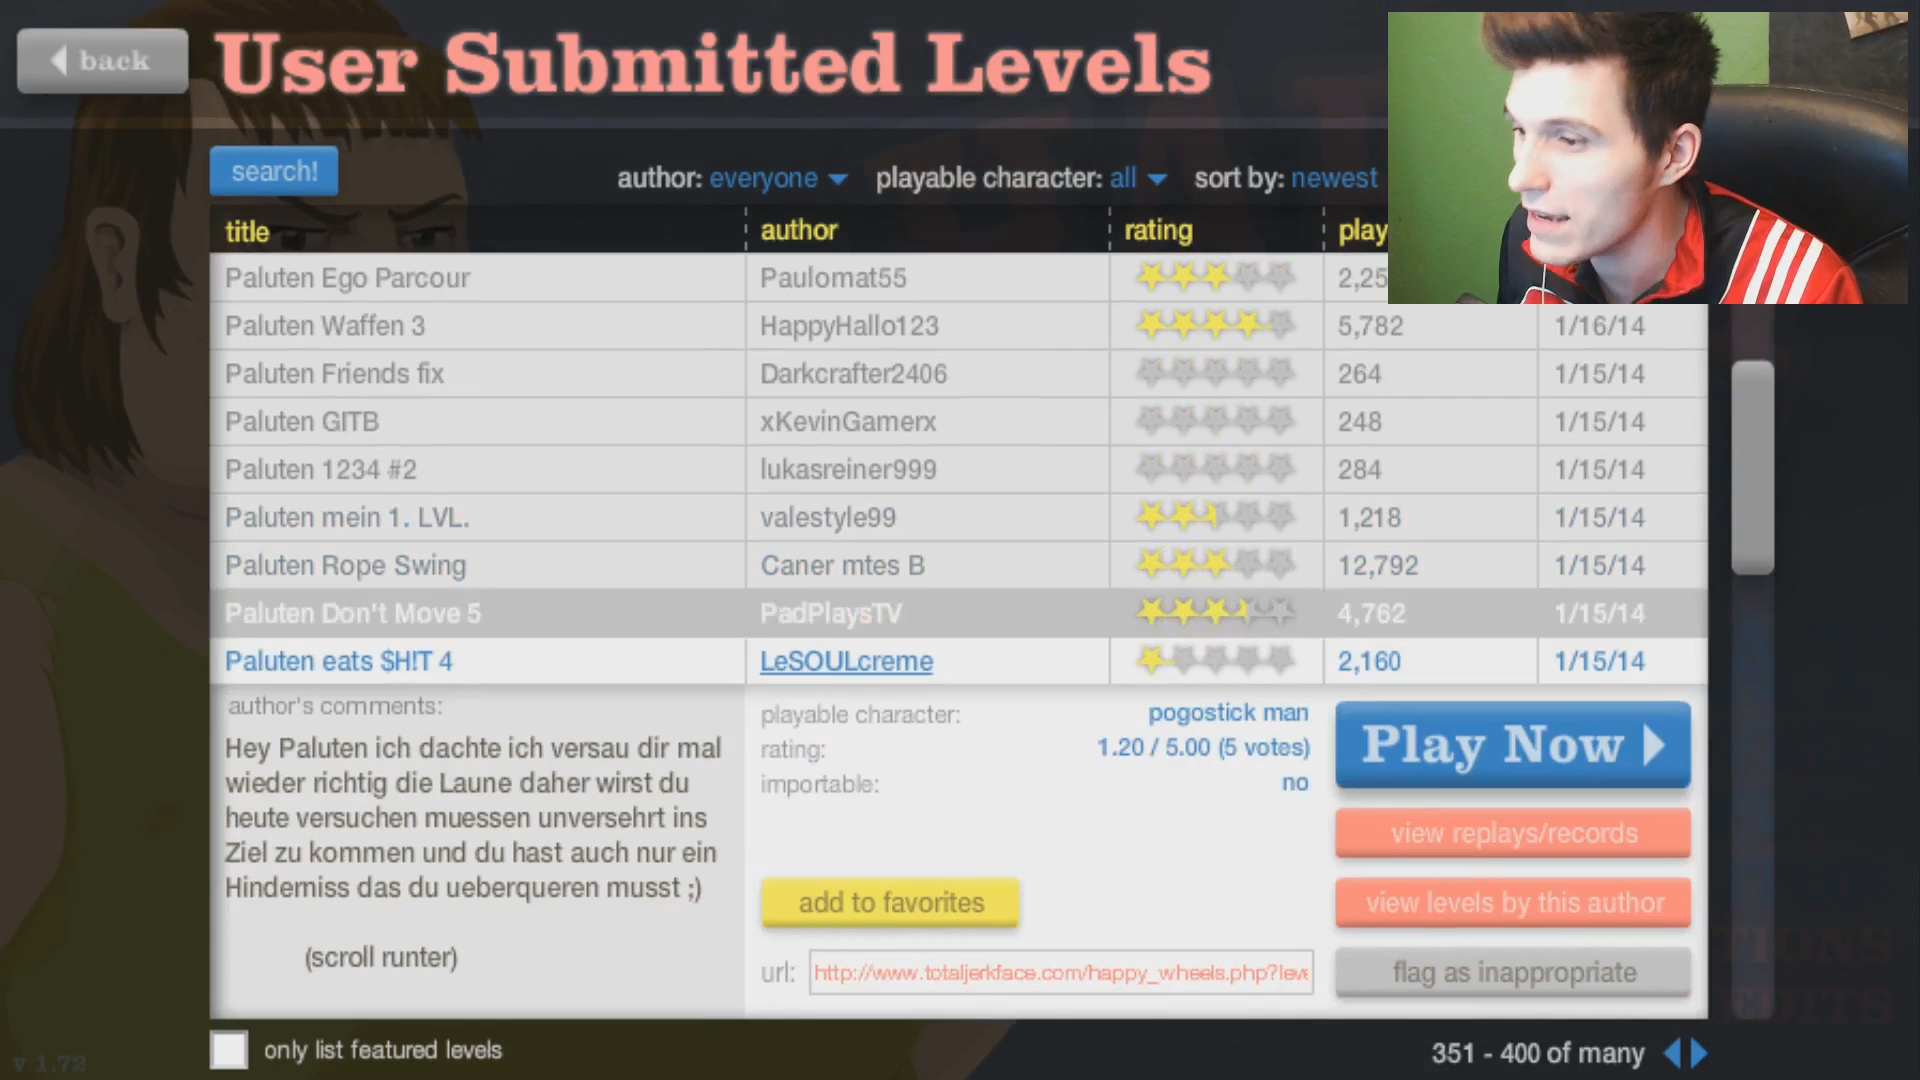 back
User Submitted Levels
search!
author: everyone playable character: all sort by: newest
title author rating play
Paluten Ego Parcour Paulomat55 2,25
Paluten Waffen 3 HappyHallo123 5,782 1/16/14
Paluten Friends fix Darkcrafter2406 264 1/15/14
Paluten GITB xKevinGamerx 248 1/15/14
Paluten 1234 #2 lukasreiner999 284 1/15/14
Paluten mein 1. LVL. valestyle99 1,218 1/15/14
Paluten Rope Swing Caner mtes B 12,792 1/15/14
Paluten Don't Move 5 PadPlaysTV 4,762 1/15/14
Paluten eats $H!T 4 LeSOULcreme 2,160 1/15/14
author's comments:
Hey Paluten ich dachte ich versau dir mal
wieder richtig die Laune daher wirst du
heute versuchen muessen unversehrt ins
Ziel zu kommen und du hast auch nur ein
Hinderniss das du ueberqueren musst ;)
(scroll runter)
playable character: pogostick man
rating: 1.20 / 5.00 (5 votes)
importable: no
add to favorites
url: http://www.totaljerkface.com/happy_wheels.php?leve
Play Now
view replays/records
view levels by this author
flag as inappropriate
only list featured levels
351 - 400 of many
v 1.72